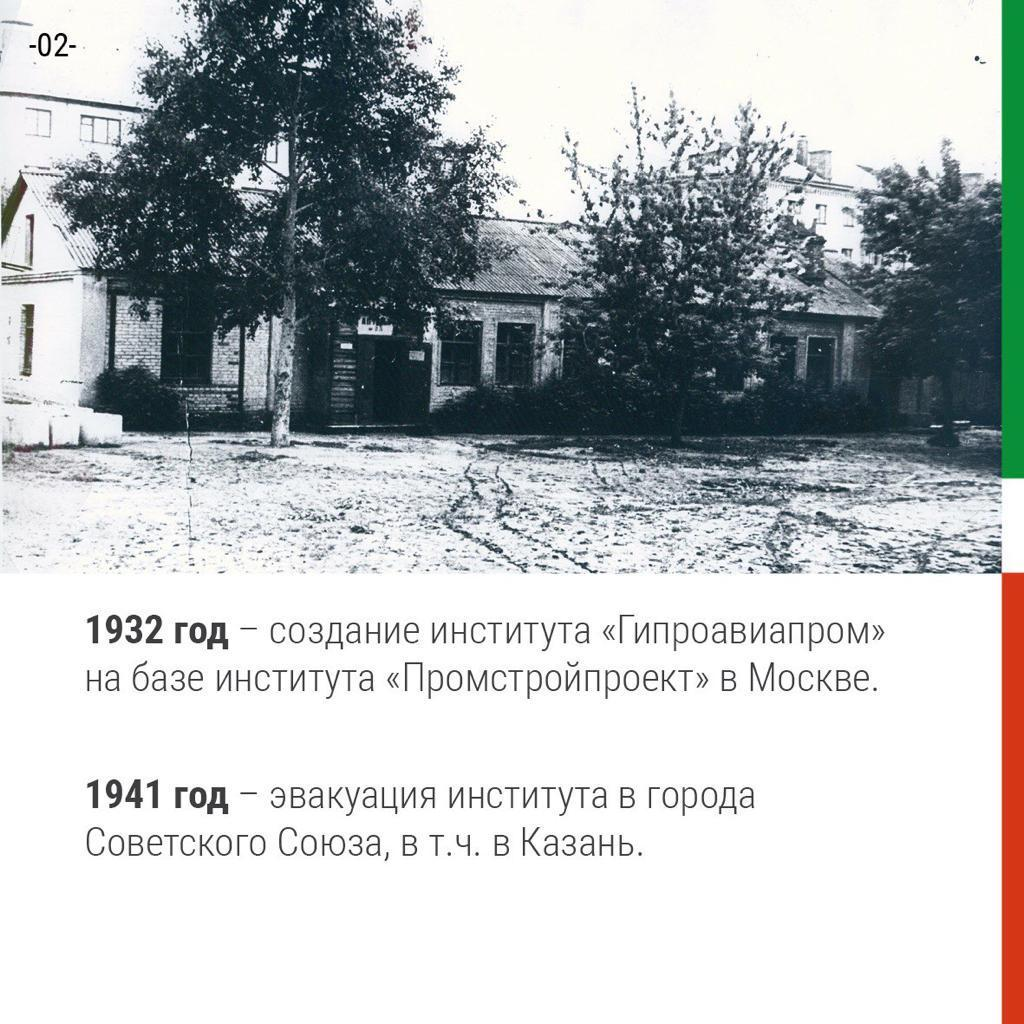 -02-
1932 год – создание института «Гипроавиапром»
на базе института «Промстройпроект» в Москве.
1941 год – эвакуация института в города
Советского Союза, в т.ч. в Казань.